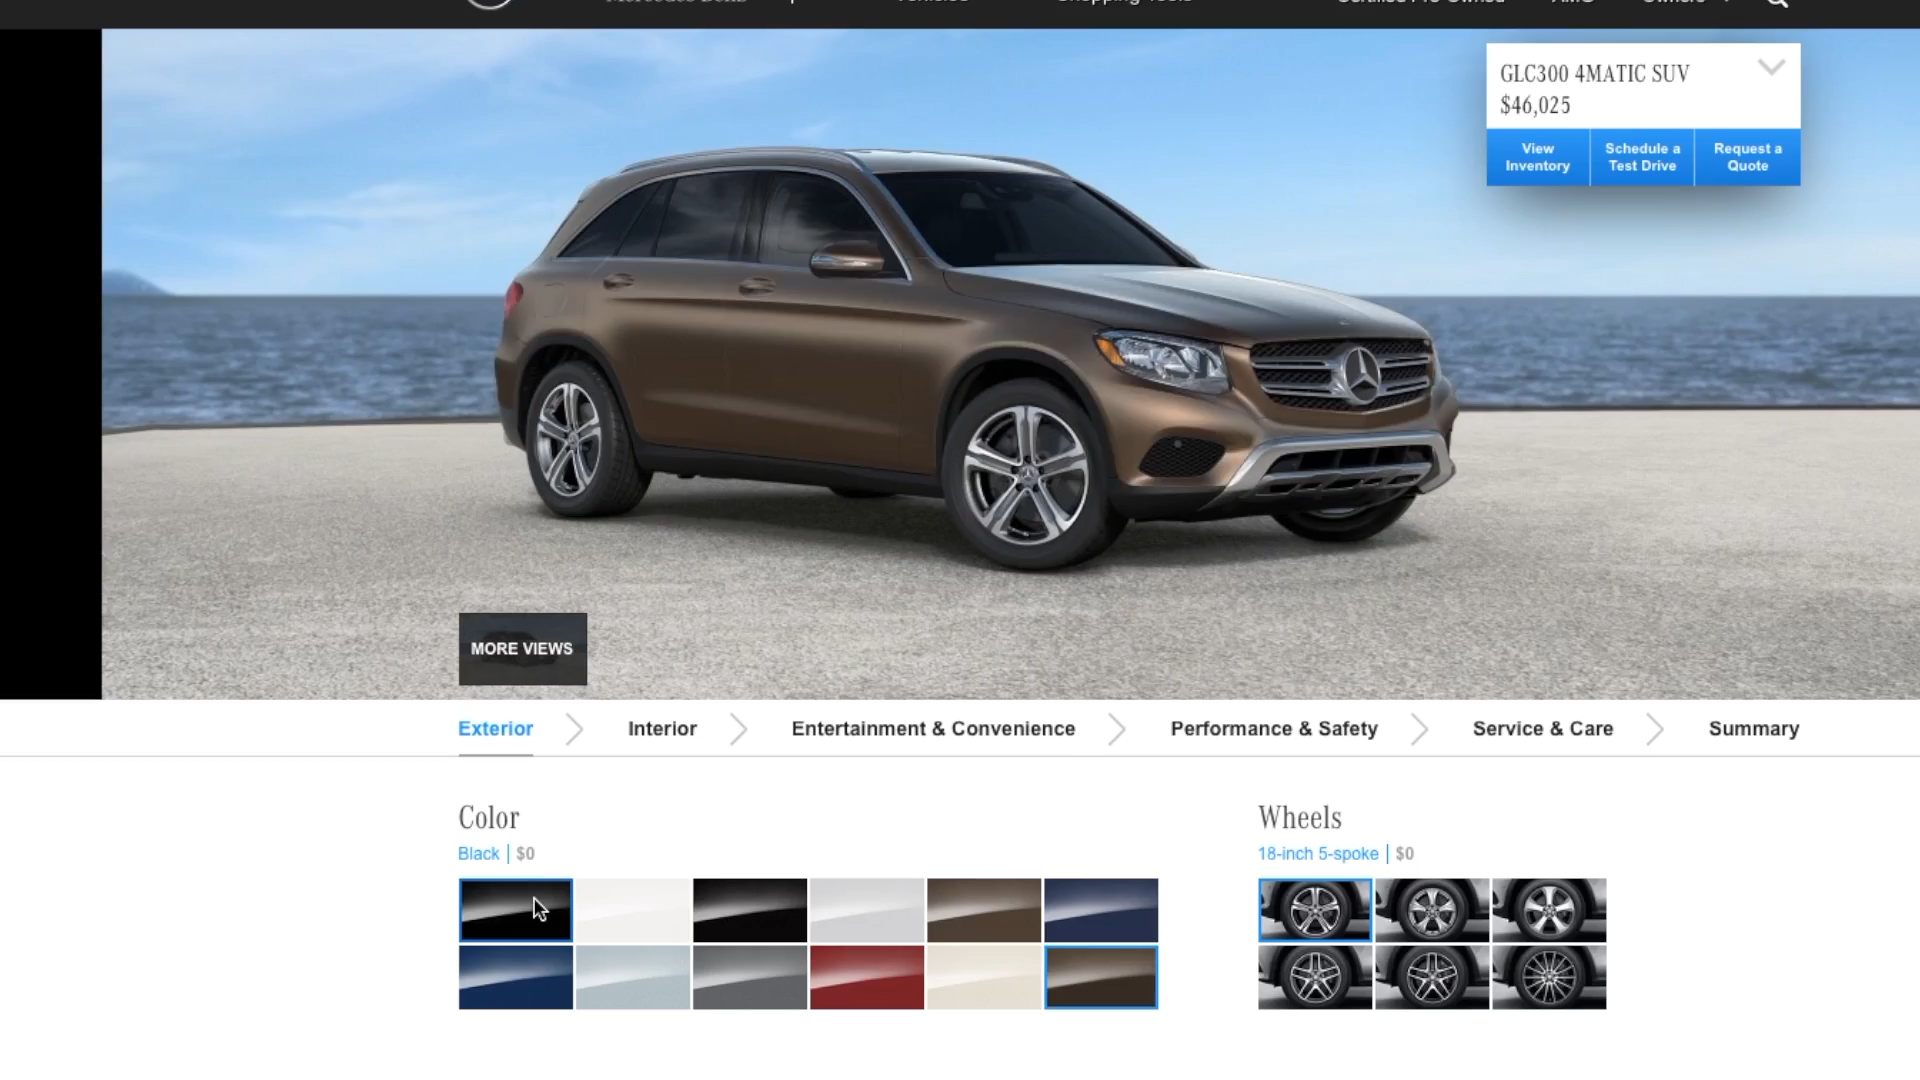 GLC300 4MATIC SUV
$46,025
View
Inventory
Schedule a
Test Drive
Request a
Quote
MORE VIEWS
Exterior
Interior
Entertainment & Convenience
Performance & Safety
Service & Care
Summary
Color
Black | $0
Wheels
18-inch 5-spoke | $0